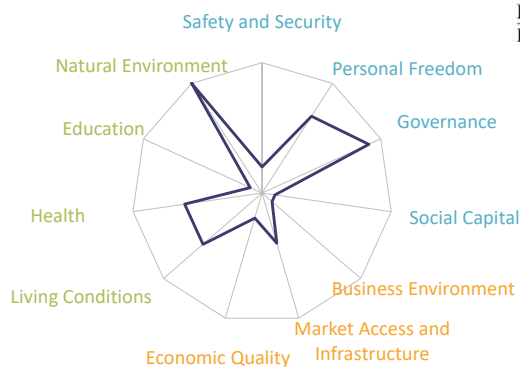 Safety and Security
Natural Environment
Personal Freedom
Education
Governance
Health
Social Capital
Living Conditions
Business Environment
Market Access and
Infrastructure
Economic Quality